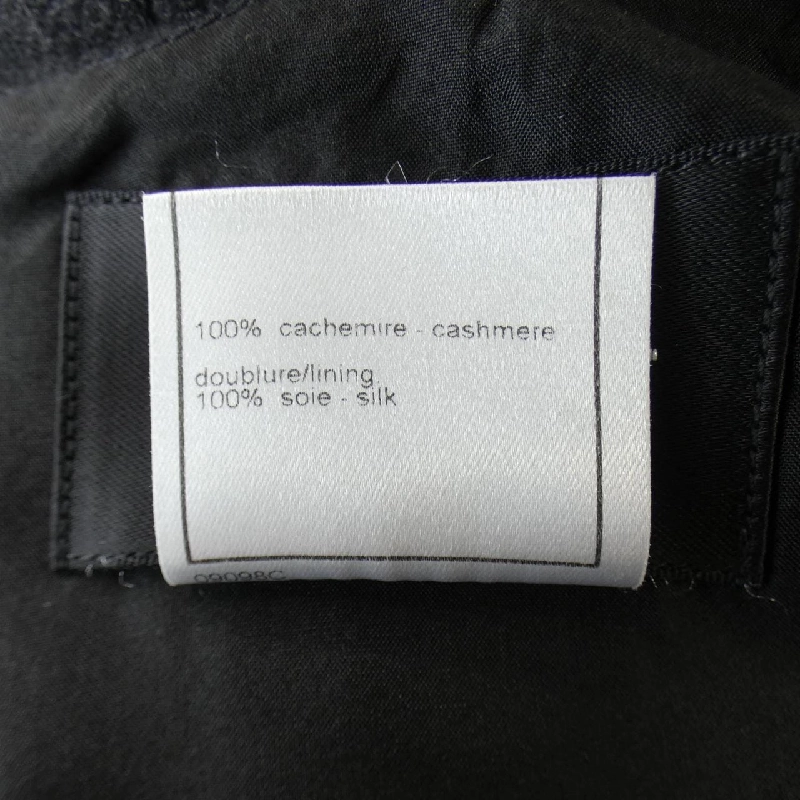 100% cachemire - cashmere
doublure/lining
100% soie - silk